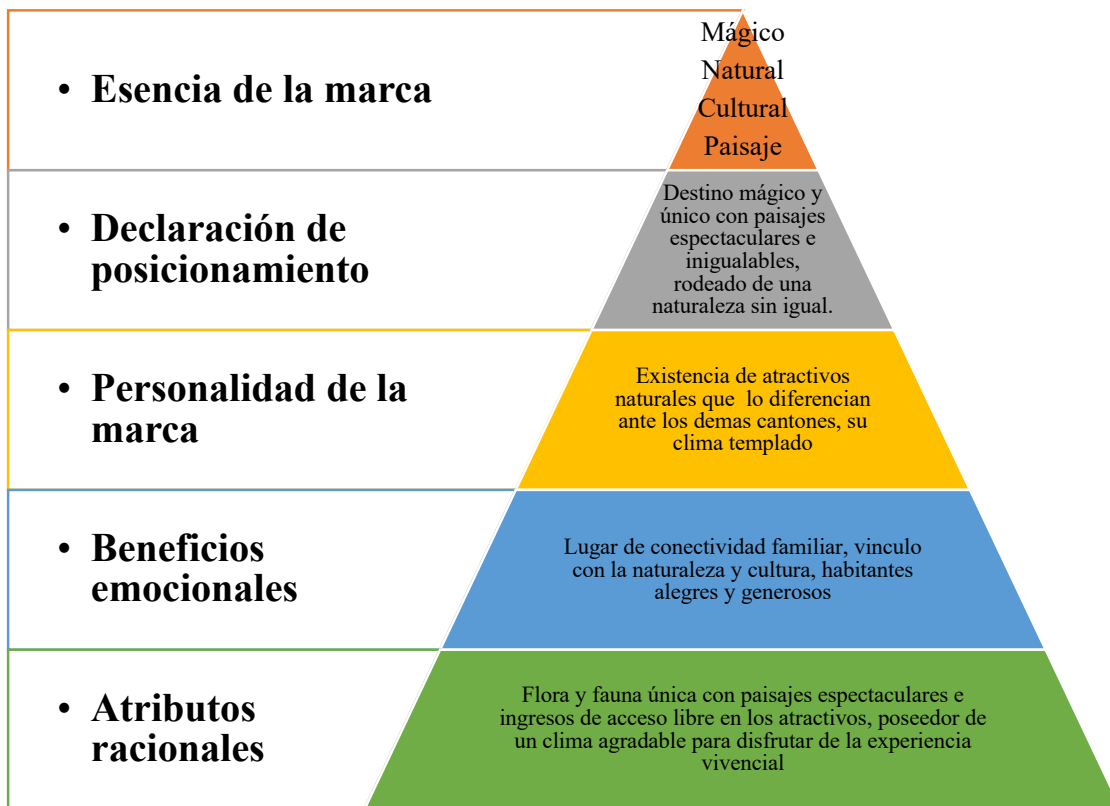 • Esencia de la marca
Mágico
Natural
Cultural
Paisaje
• Declaración de
posicionamiento
Destino mágico y
único con paisajes
espectaculares e
inigualables,
rodeado de una
naturaleza sin igual.
• Personalidad de la
marca
Existencia de atractivos
naturales que  lo diferencian
ante los demas cantones, su
clima templado
• Beneficios
emocionales
Lugar de conectividad familiar, vinculo
con la naturaleza y cultura, habitantes
alegres y generosos
• Atributos
racionales
Flora y fauna única con paisajes espectaculares e
ingresos de acceso libre en los atractivos, poseedor de
un clima agradable para disfrutar de la experiencia
vivencial